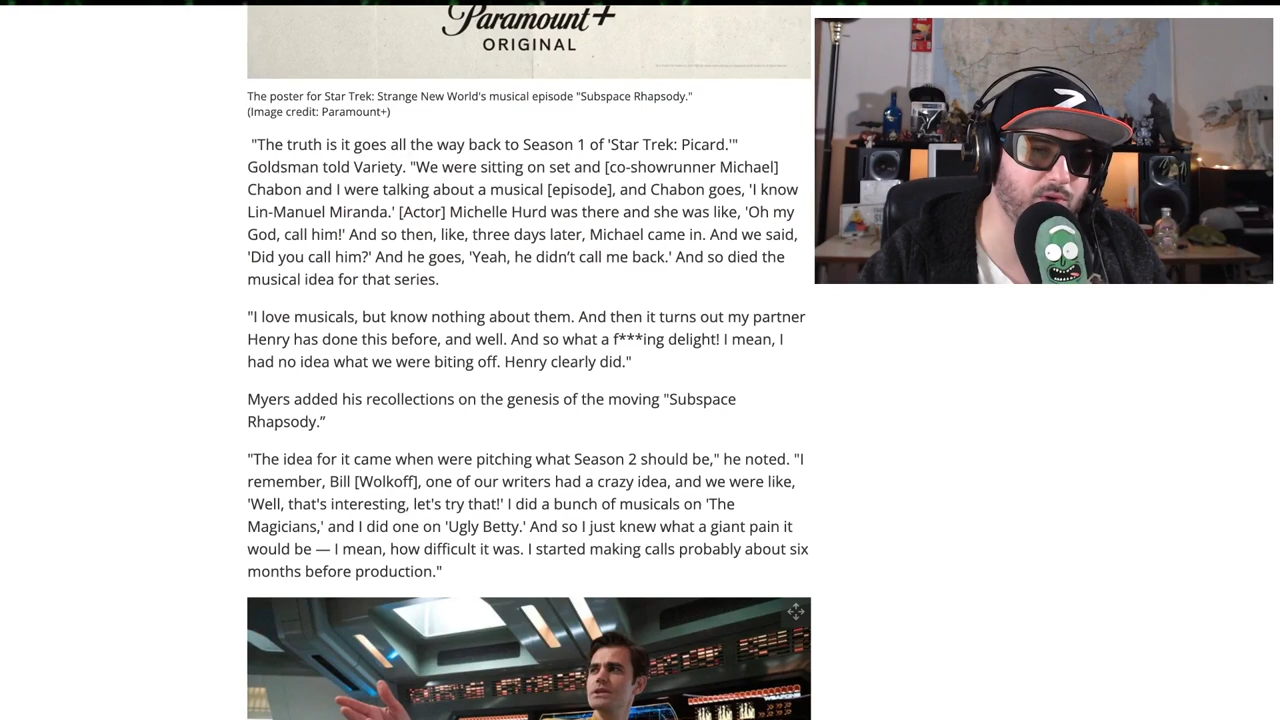 Paramount+
ORIGINAL
The poster for Star Trek: Strange New World's musical episode "Subspace Rhapsody."
(Image credit: Paramount+)
"The truth is it goes all the way back to Season 1 of 'Star Trek: Picard.'"
Goldsman told Variety. "We were sitting on set and [co-showrunner Michael]
Chabon and I were talking about a musical [episode], and Chabon goes, 'I know
Lin-Manuel Miranda.' [Actor] Michelle Hurd was there and she was like, 'Oh my
God, call him!' And so then, like, three days later, Michael came in. And we said,
'Did you call him?' And he goes, 'Yeah, he didn’t call me back.' And so died the
musical idea for that series.
"I love musicals, but know nothing about them. And then it turns out my partner
Henry has done this before, and well. And so what a f***ing delight! I mean, I
had no idea what we were biting off. Henry clearly did."
Myers added his recollections on the genesis of the moving "Subspace
Rhapsody.”
"The idea for it came when were pitching what Season 2 should be," he noted. "I
remember, Bill [Wolkoff], one of our writers had a crazy idea, and we were like,
'Well, that's interesting, let's try that!' I did a bunch of musicals on 'The
Magicians,' and I did one on 'Ugly Betty.' And so I just knew what a giant pain it
would be — I mean, how difficult it was. I started making calls probably about six
months before production."
WEAPONS